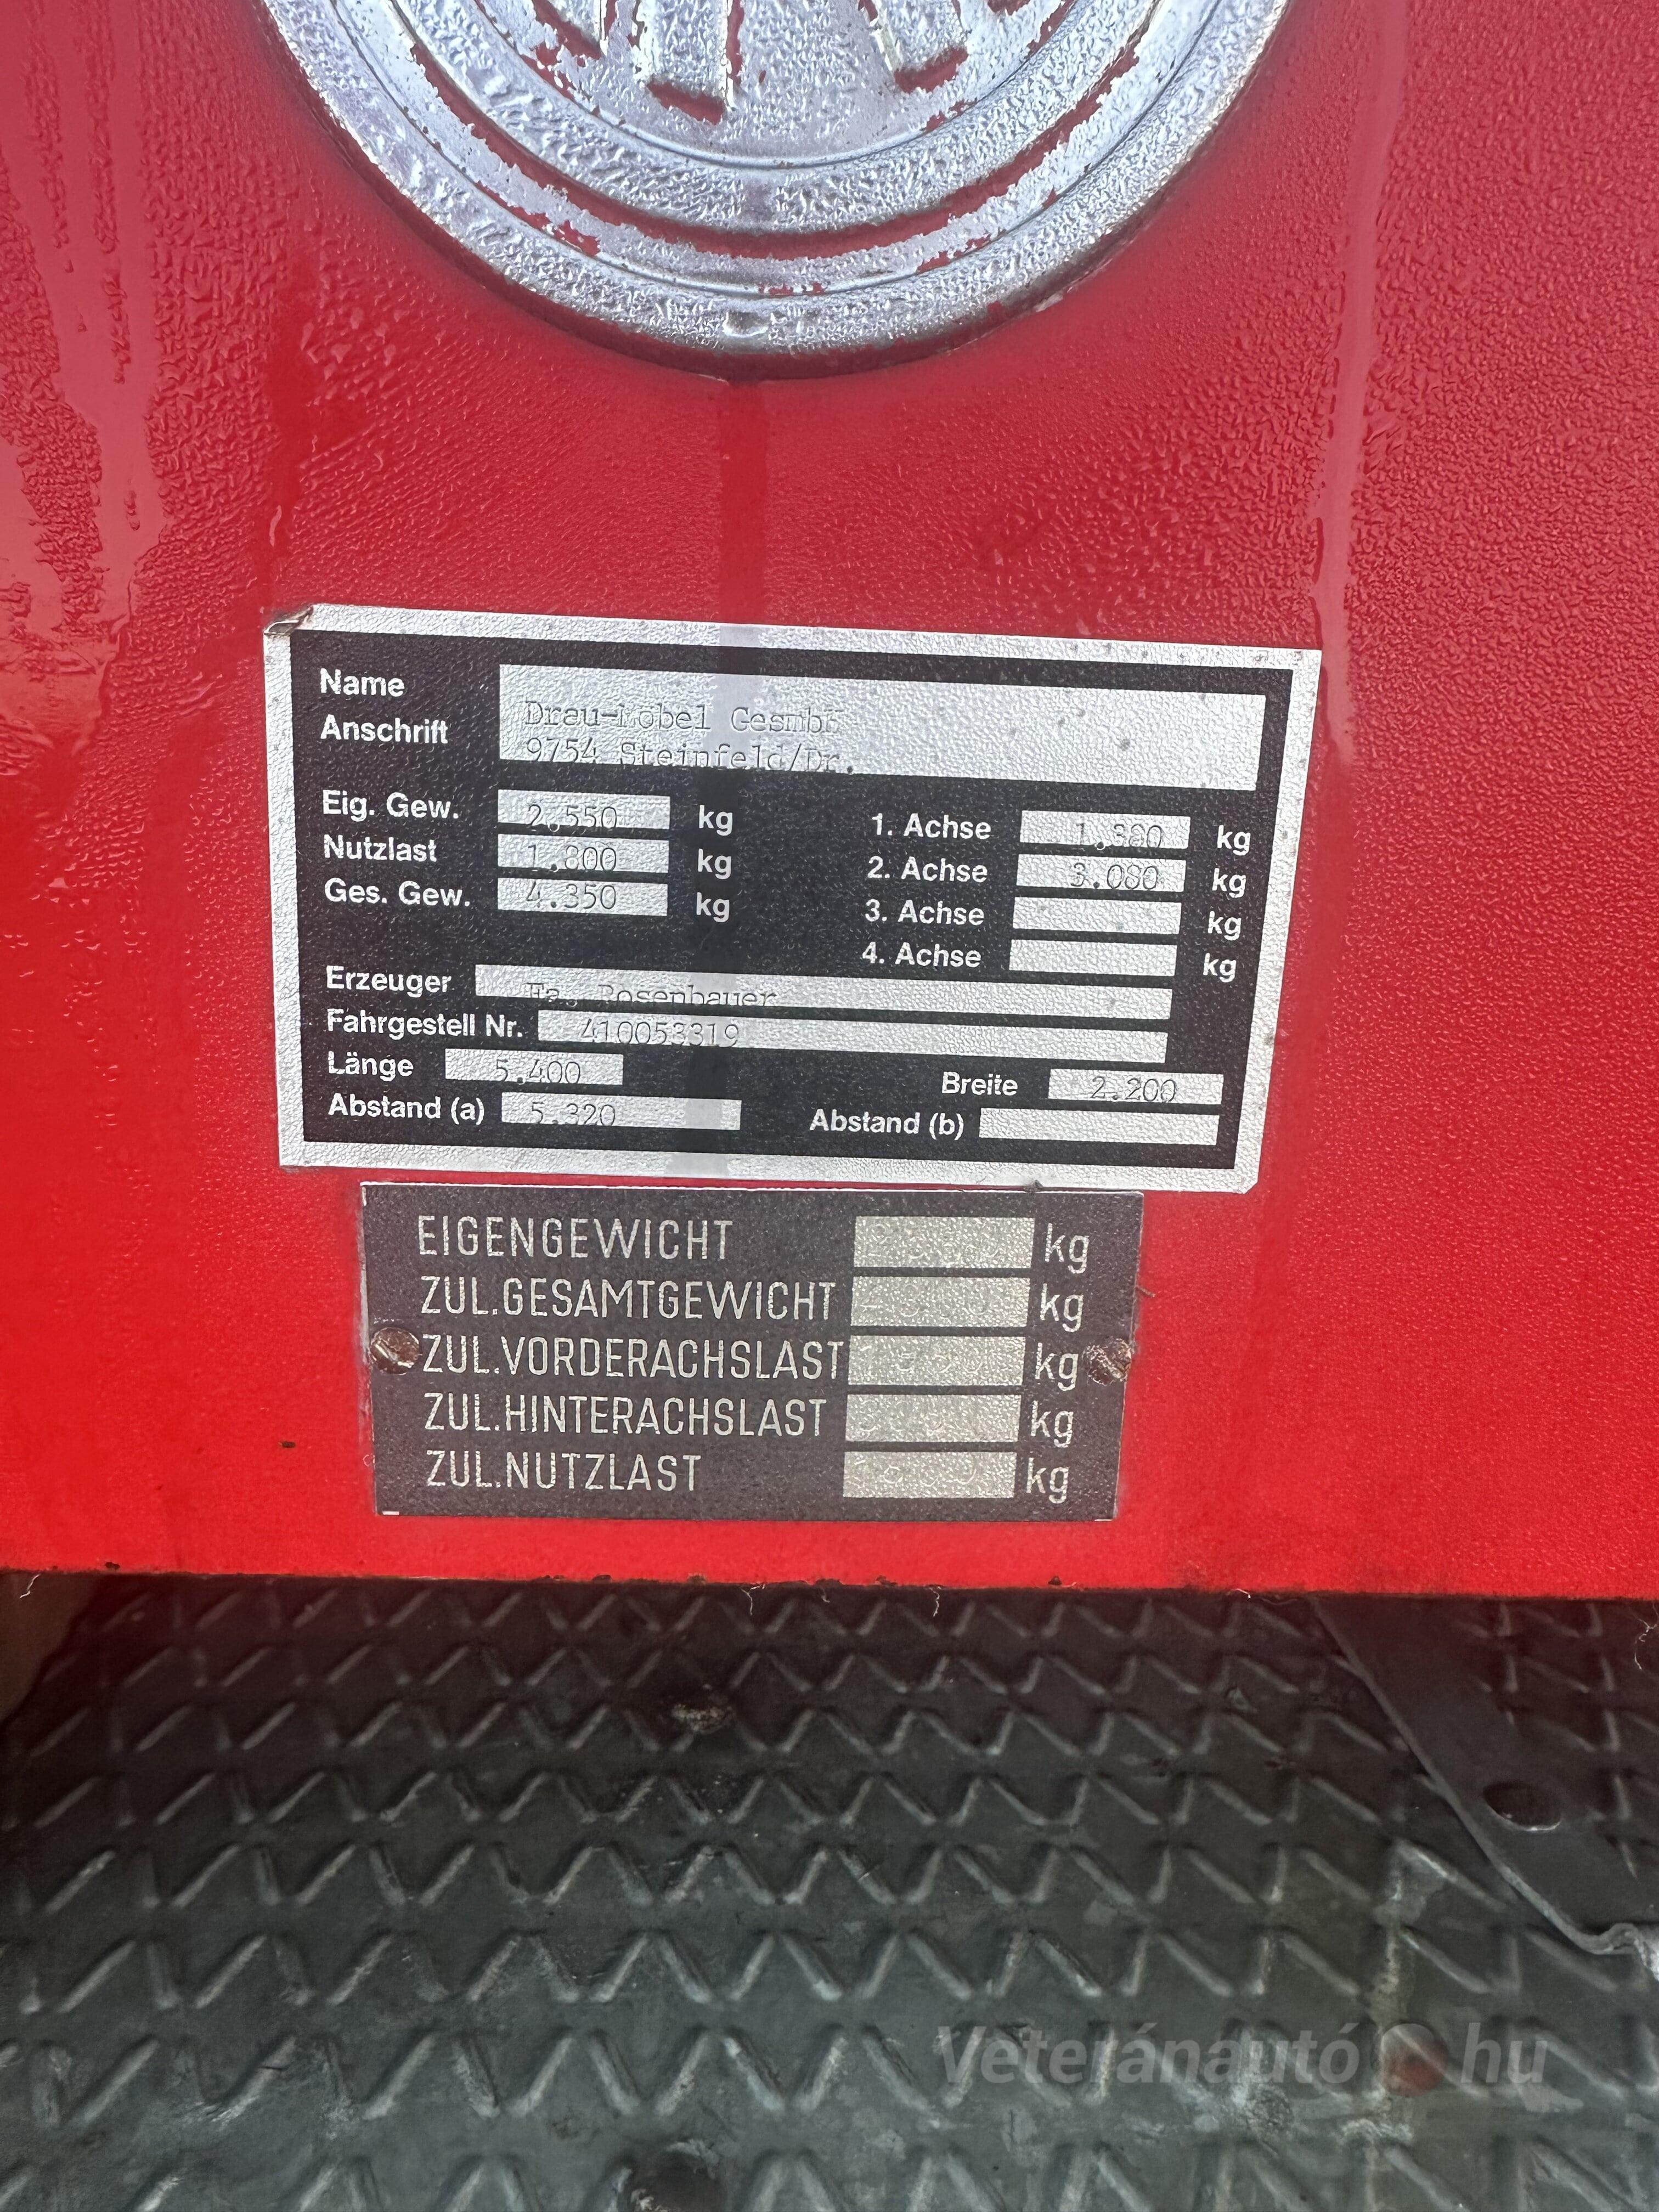 Name Drau-Möbel GesmbH
Anschrift 9754 Steinfeld/Dr.
Eig. Gew. 2.550 kg 1. Achse 1.380 kg
Nutzlast 1.800 kg 2. Achse 3.080 kg
Ges. Gew. 4.350 kg 3. Achse kg
4. Achse kg
Erzeuger Fa. Rosenbauer
Fahrgestell Nr. 410053319
Länge 5.400 Breite 2.200
Abstand (a) 5.320 Abstand (b)
EIGENGEWICHT kg
ZUL.GESAMTGEWICHT kg
ZUL.VORDERACHSLAST kg
ZUL.HINTERACHSLAST kg
ZUL.NUTZLAST kg
Veteránautó hu